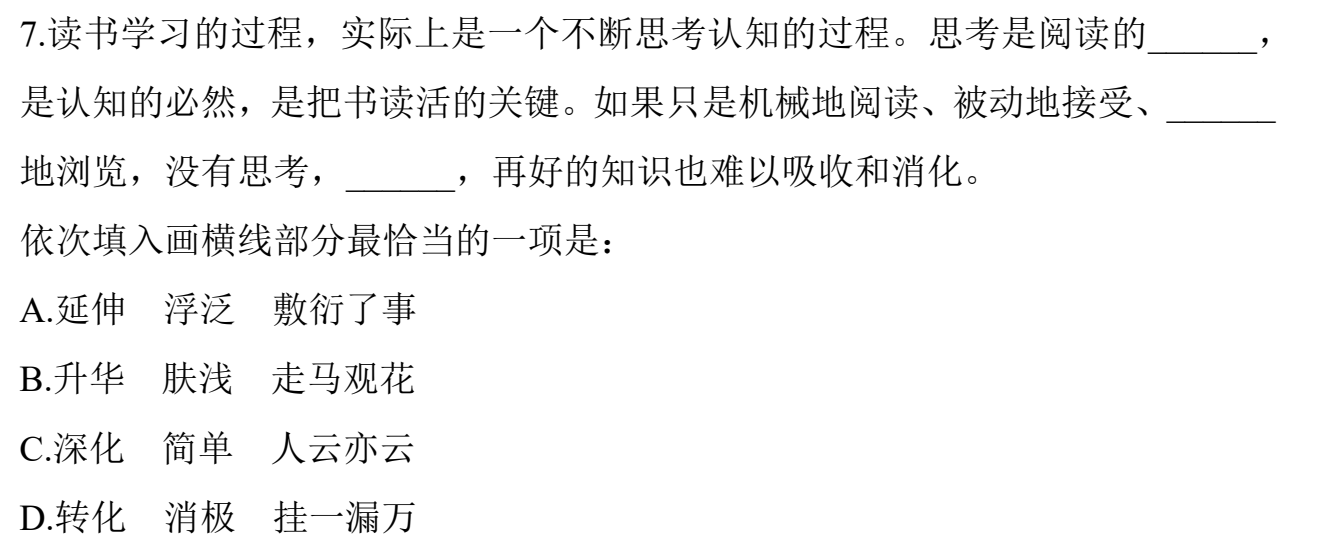 7.读书学习的过程，实际上是一个不断思考认知的过程。思考是阅读的______，
是认知的必然，是把书读活的关键。如果只是机械地阅读、被动地接受、______
地浏览，没有思考，______，再好的知识也难以吸收和消化。
依次填入画横线部分最恰当的一项是：
A.延伸 浮泛 敷衍了事
B.升华 肤浅 走马观花
C.深化 简单 人云亦云
D.转化 消极 挂一漏万